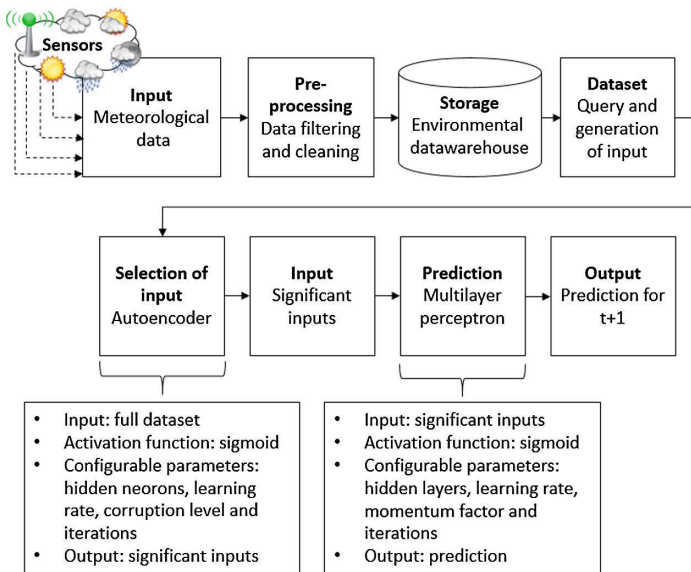 Sensors
Input
Meteorological
data
Pre-
processing
Data filtering
and cleaning
Storage
Environmental
datawarehouse
Dataset
Query and
generation
of input
Selection of
input
Autoencoder
Input
Significant
inputs
Prediction
Multilayer
perceptron
Output
Prediction for
t+1
• Input: full dataset
• Activation function: sigmoid
• Configurable parameters:
hidden neorons, learning
rate, corruption level and
iterations
• Output: significant inputs
• Input: significant inputs
• Activation function: sigmoid
• Configurable parameters:
hidden layers, learning rate,
momentum factor and
iterations
• Output: prediction